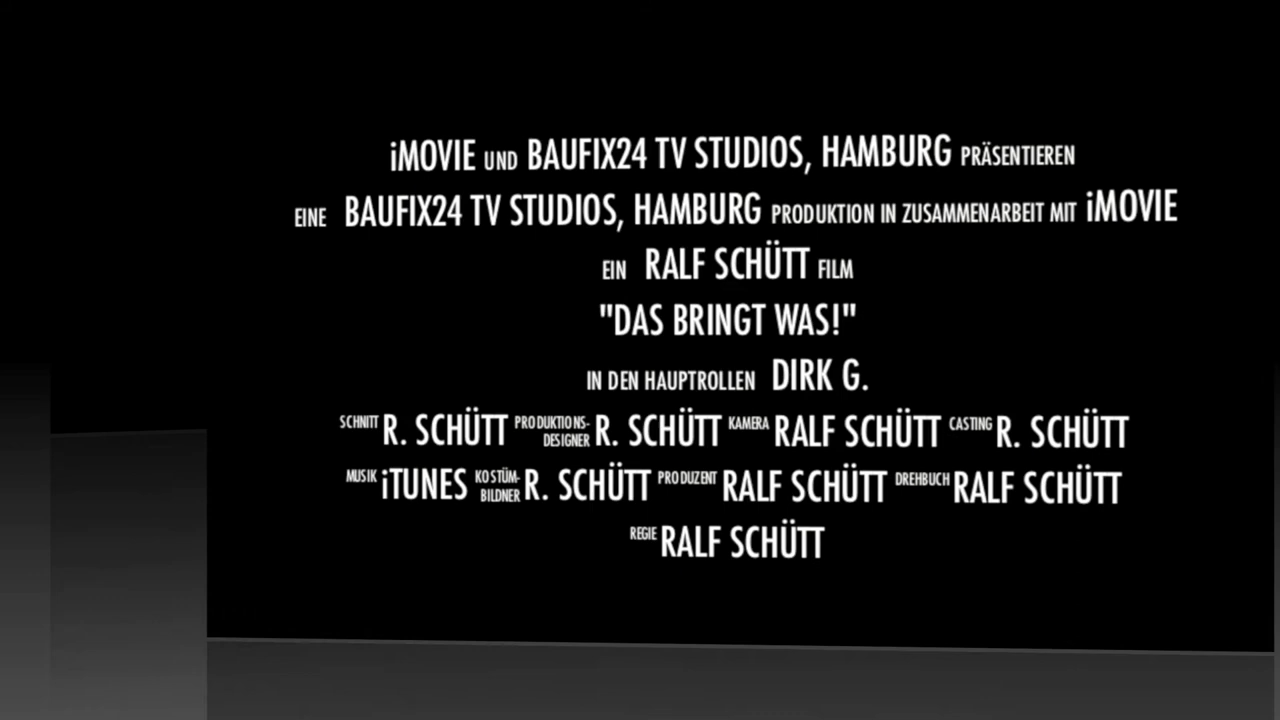 iMOVIE UND BAUFIX24 TV STUDIOS, HAMBURG PRÄSENTIEREN
EINE BAUFIX24 TV STUDIOS, HAMBURG PRODUKTION IN ZUSAMMENARBEIT MIT iMOVIE
EIN RALF SCHÜTT FILM
"DAS BRINGT WAS!"
IN DEN HAUPTROLLEN DIRK G.
SCHNITT R. SCHÜTT PRODUKTIONS-DESIGNER R. SCHÜTT KAMERA RALF SCHÜTT CASTING R. SCHÜTT
MUSIK iTUNES KOSTÜM-BILDNER R. SCHÜTT PRODUZENT RALF SCHÜTT DREHBUCH RALF SCHÜTT
REGIE RALF SCHÜTT